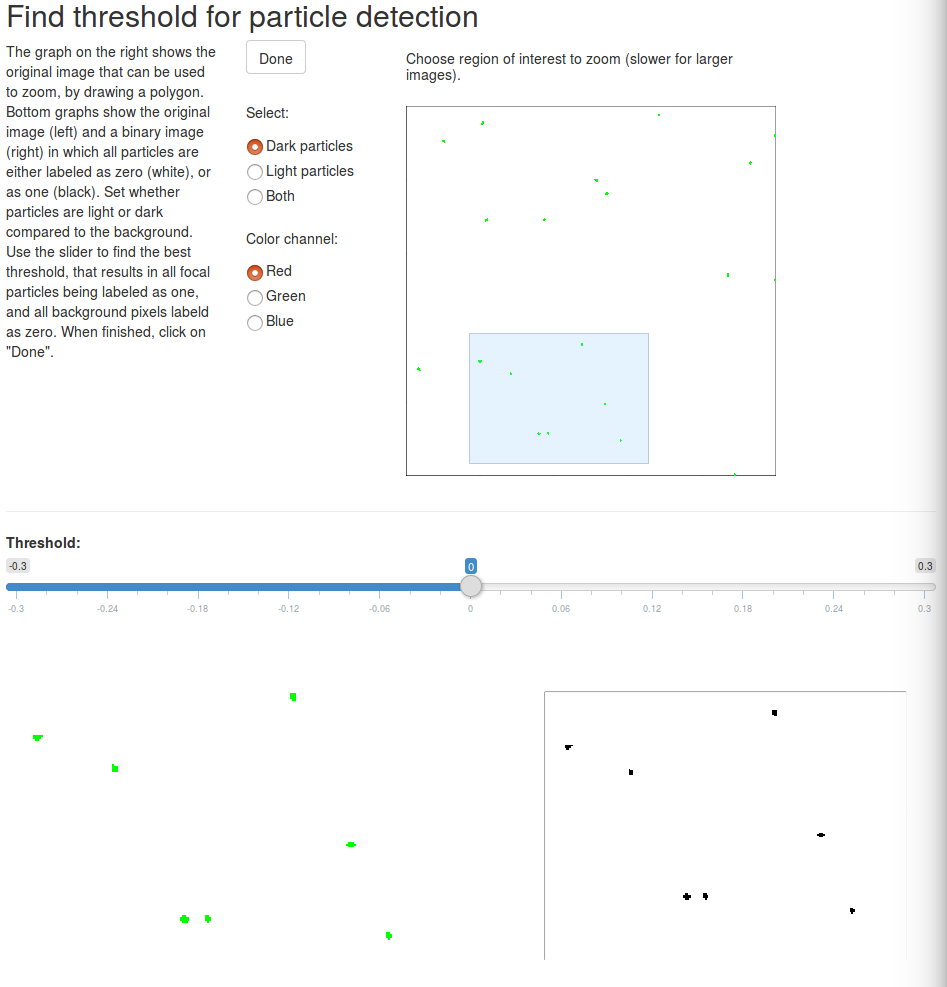 Find threshold for particle detection
The graph on the right shows the
original image that can be used
to zoom, by drawing a polygon.
Bottom graphs show the original
image (left) and a binary image
(right) in which all particles are
either labeled as zero (white), or
as one (black). Set whether
particles are light or dark
compared to the background.
Use the slider to find the best
threshold, that results in all focal
particles being labeled as one,
and all background pixels labeld
as zero. When finished, click on
"Done".
Done
Select:
Dark particles
Light particles
Both
Color channel:
Red
Green
Blue
Choose region of interest to zoom (slower for larger
images).
Threshold:
-0.3 0 0.3
-0.3 -0.24 -0.18 -0.12 -0.06 0 0.06 0.12 0.18 0.24 0.3